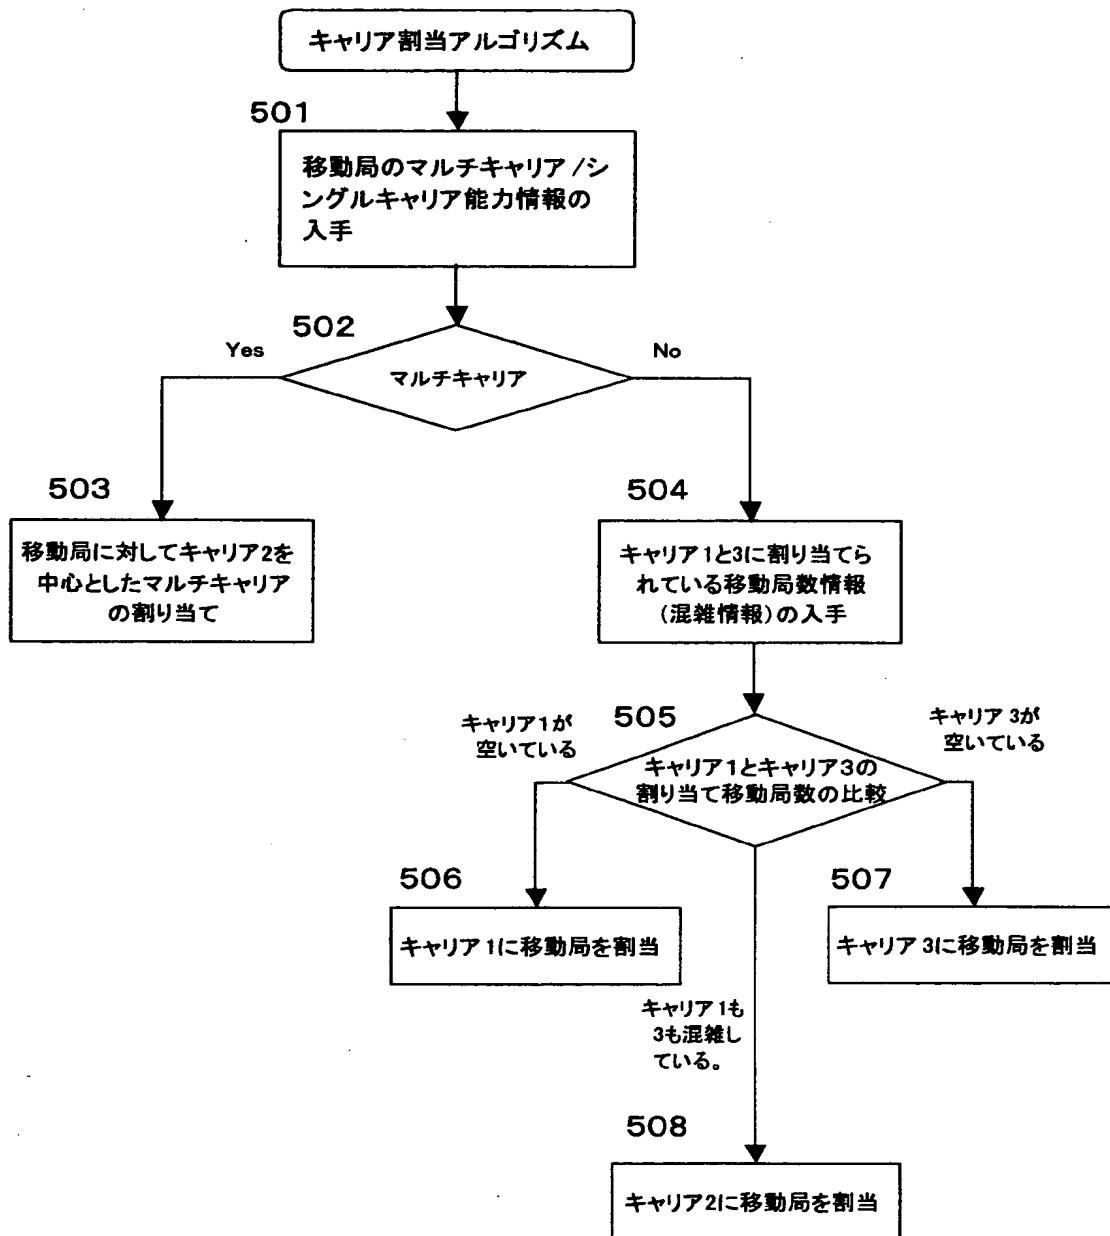 キャリア割当アルゴリズム
501
移動局のマルチキャリア/シ
ングルキャリア能力情報の
入手
502
Yes
No
マルチキャリア
503
移動局に対してキャリア2を
中心としたマルチキャリア
の割り当て
504
キャリア1と3に割り当てら
れている移動局数情報
(混雑情報)の入手
キャリア1が
空いている
505
キャリア 3が
空いている
キャリア1とキャリア3の
割り当て移動局数の比較
506
キャリア1に移動局を割当
507
キャリア 3に移動局を割当
キャリア1も
3も混雑し
ている。
508
キャリア2に移動局を割当